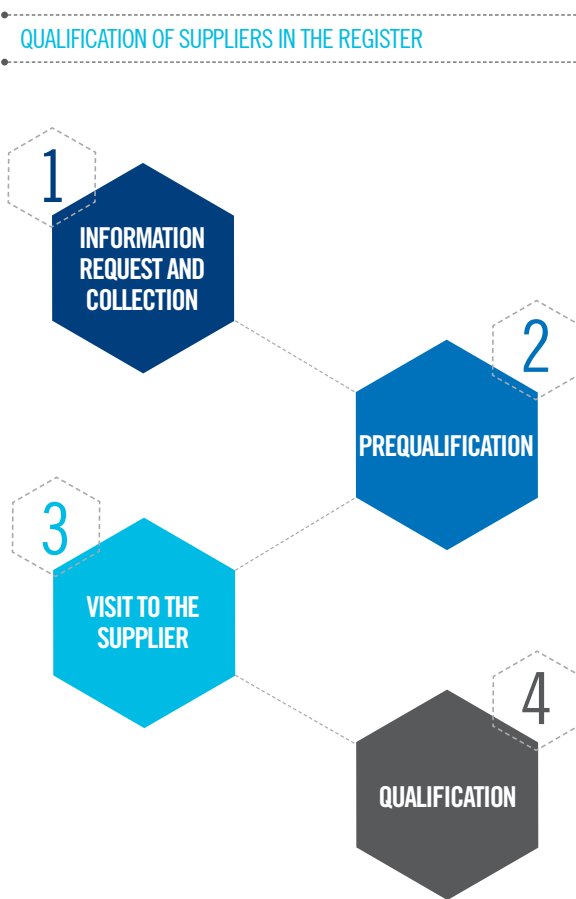 QUALIFICATION OF SUPPLIERS IN THE REGISTER
1
INFORMATION
REQUEST AND
COLLECTION
2
PREQUALIFICATION
3
VISIT TO THE
SUPPLIER
4
QUALIFICATION